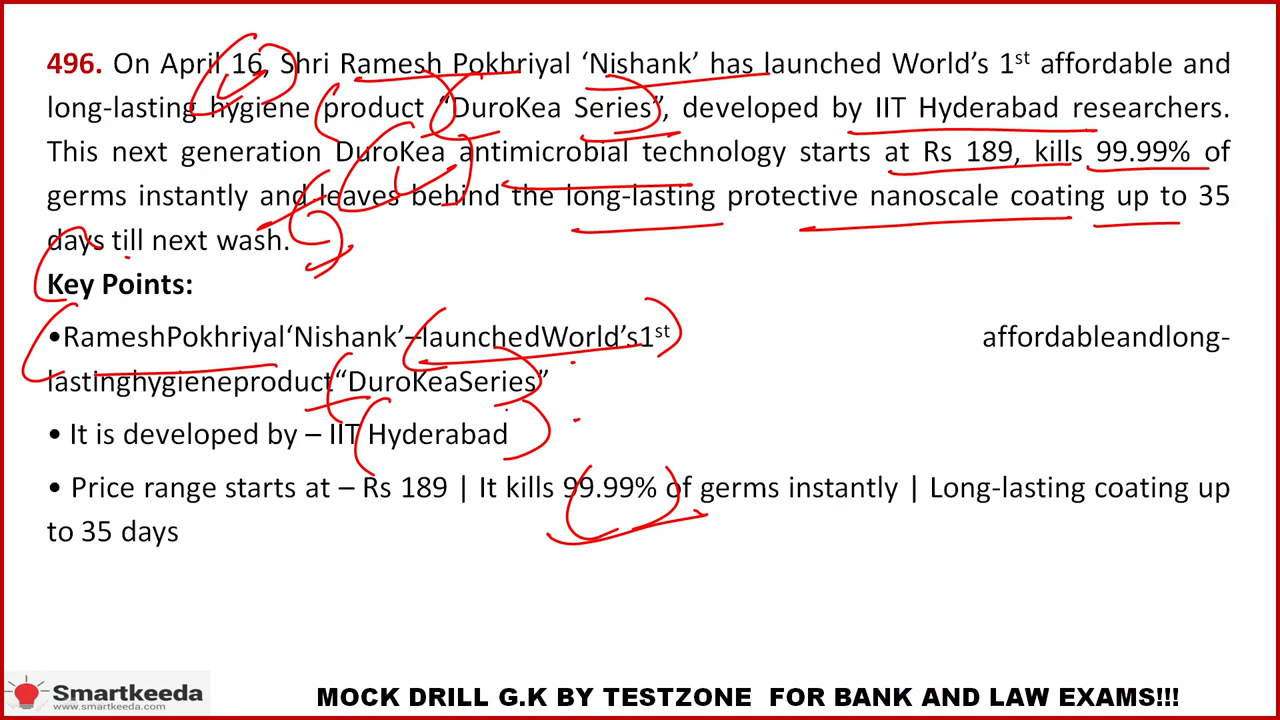 496. On April 16, Shri Ramesh Pokhriyal ‘Nishank’ has launched World’s 1st affordable and
long-lasting hygiene product “DuroKea Series”, developed by IIT Hyderabad researchers.
This next generation DuroKea antimicrobial technology starts at Rs 189, kills 99.99% of
germs instantly and leaves behind the long-lasting protective nanoscale coating up to 35
days till next wash.
Key Points:
•RameshPokhriyal‘Nishank’–launchedWorld’s1st affordableandlong-
lastinghygieneproduct“DuroKeaSeries”
• It is developed by – IIT Hyderabad
• Price range starts at – Rs 189 | It kills 99.99% of germs instantly | Long-lasting coating up
to 35 days
Smartkeeda
www.smartkeeda.com
MOCK DRILL G.K BY TESTZONE FOR BANK AND LAW EXAMS!!!